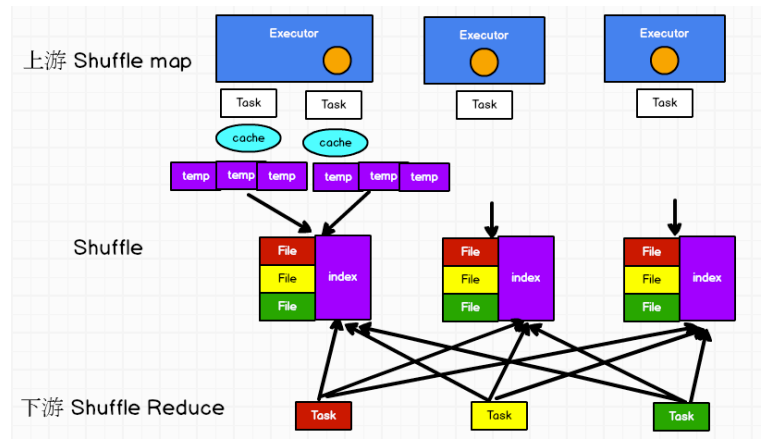 Executor
Executor
Executor
上游 Shuffle map
Task
Task
Task
Task
cache
cache
temp
temp
temp
temp
temp
temp
Shuffle
File
File
File
index
File
File
File
index
File
File
File
index
下游 Shuffle Reduce
Task
Task
Task